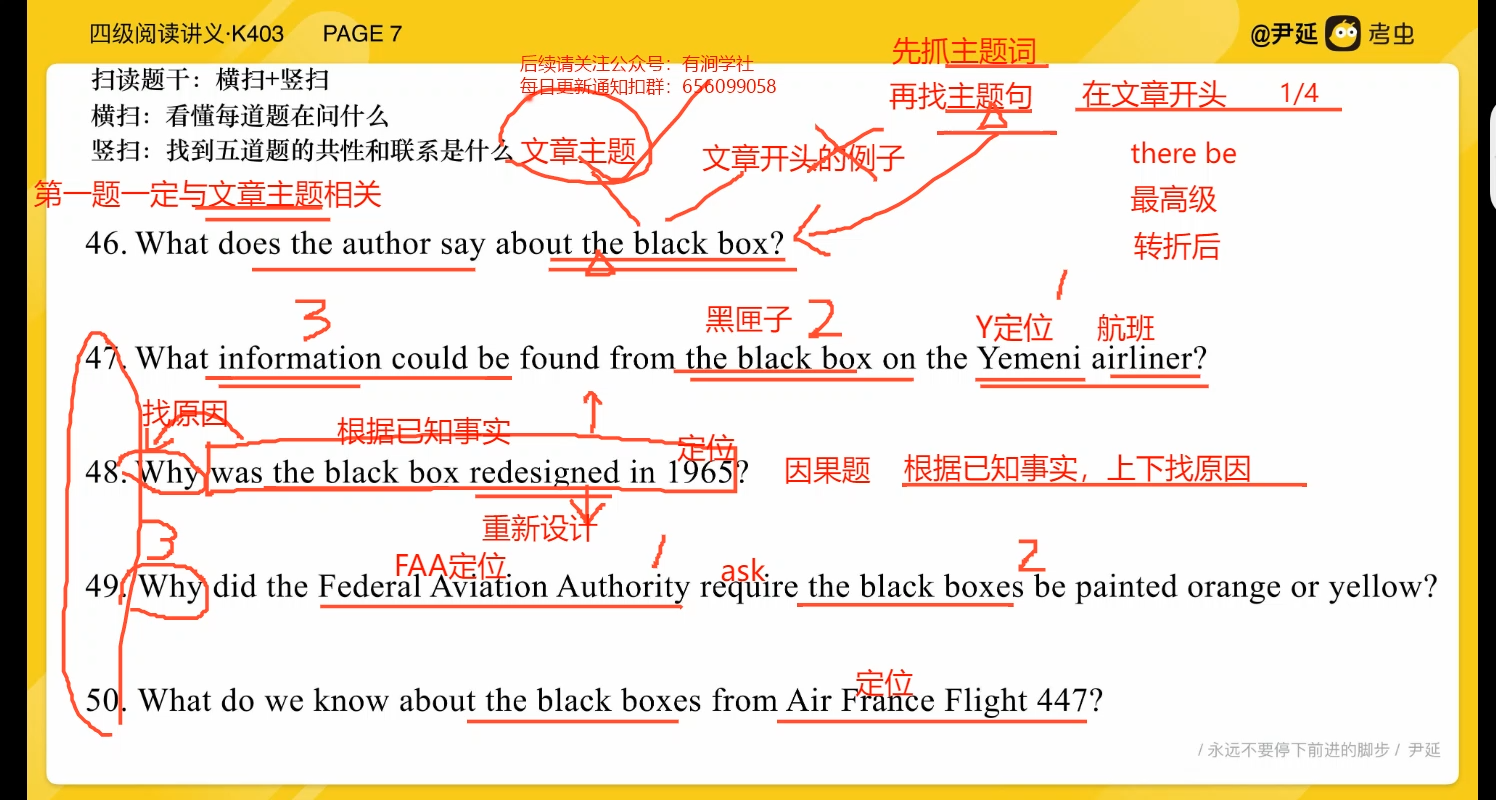 四级阅读讲义·K403 PAGE 7
@尹延 考虫
扫读题干：横扫+竖扫
后续请关注公众号：有涧学社
每日更新通知扣群：656099058
先抓主题词
再找主题句 在文章开头 1/4
横扫：看懂每道题在问什么
竖扫：找到五道题的共性和联系是什么 文章主题 文章开头的例子
there be
第一题一定与文章主题相关
最高级
46. What does the author say about the black box?
转折后
3 黑匣子 2 Y定位 航班 1
47. What information could be found from the black box on the Yemeni airliner?
找原因 根据已知事实 定位
48. Why was the black box redesigned in 1965? 因果题 根据已知事实，上下找原因
重新设计
3 FAA定位 1 ask 2
49. Why did the Federal Aviation Authority require the black boxes be painted orange or yellow?
定位
50. What do we know about the black boxes from Air France Flight 447?
/ 永远不要停下前进的脚步 / 尹延